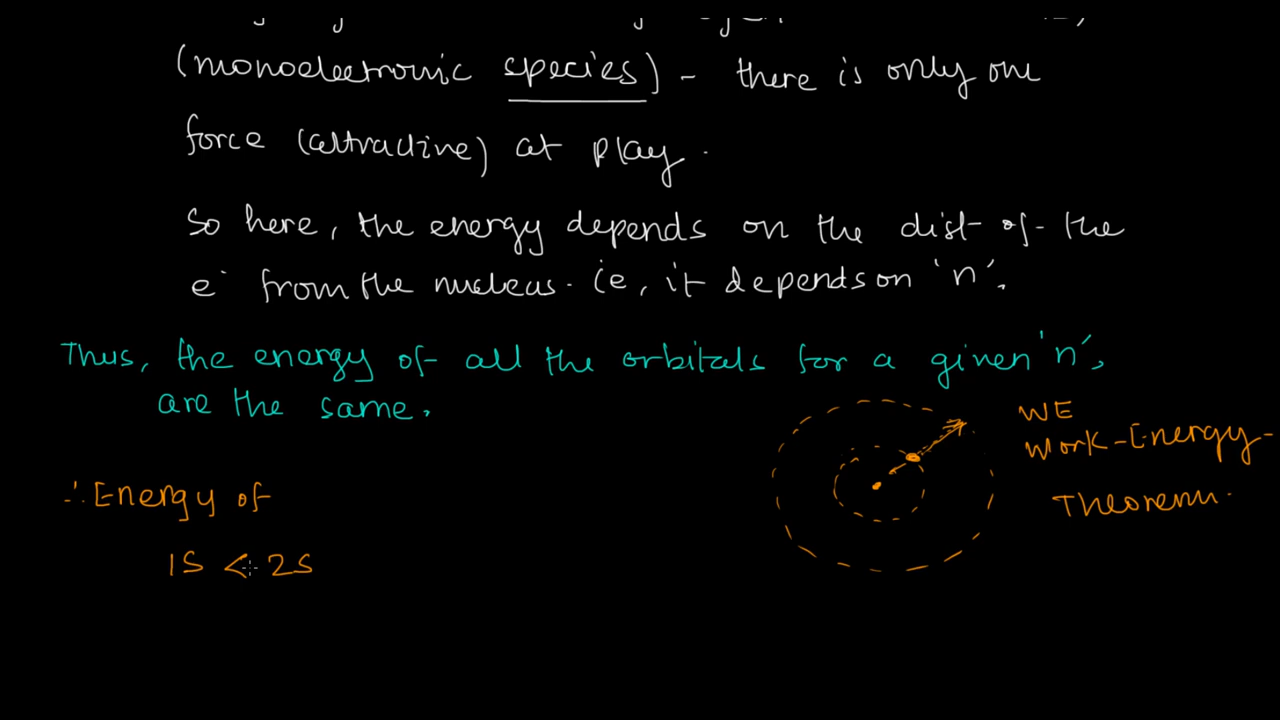 (monoelectronic species) - there is only one
force (attractive) at play.
So here, the energy depends on the dist of the
e⁻ from the nucleus. ie, it depends on 'n'.
Thus, the energy of all the orbitals for a given 'n',
are the same.
WE
Work-Energy-
Theorem.
∴ Energy of
1S < 2S